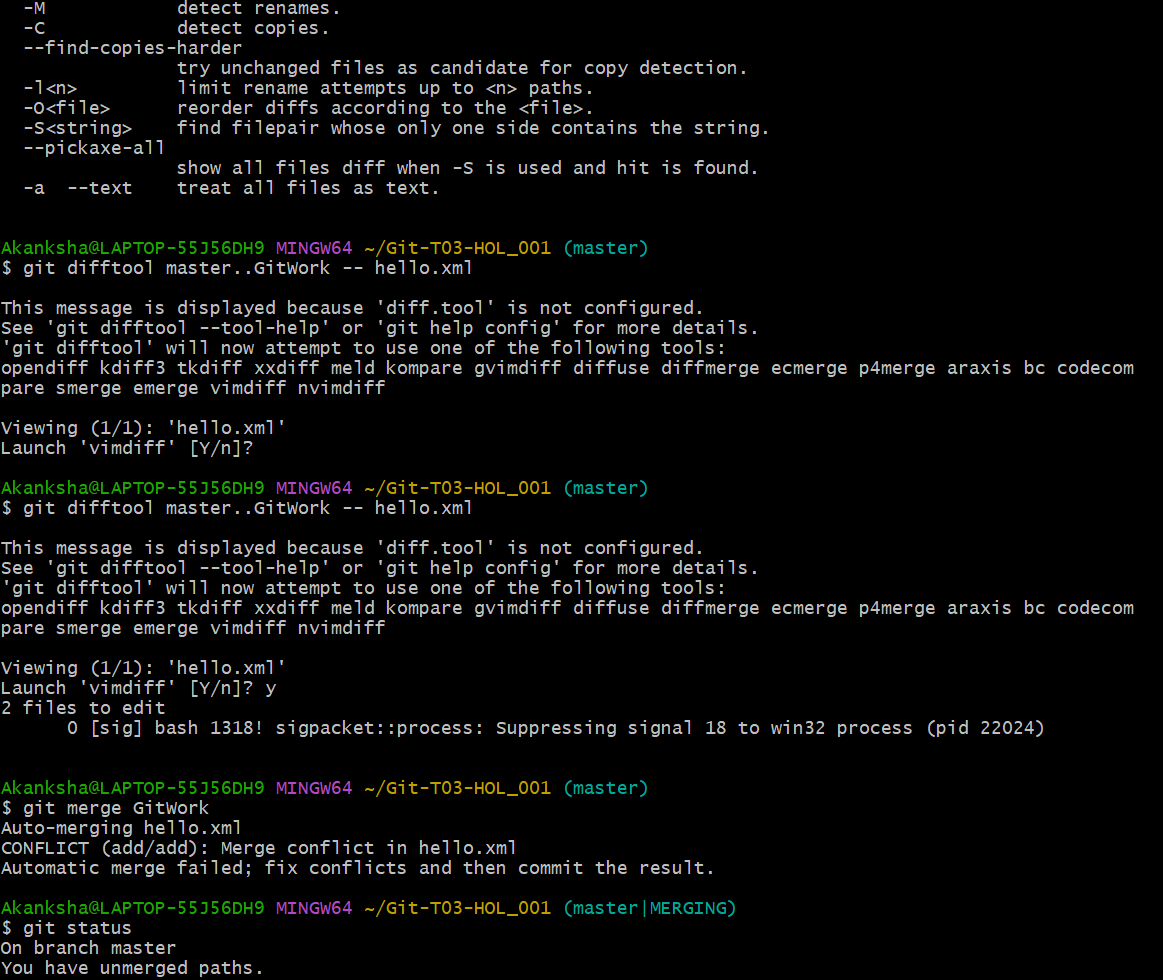 -M            detect renames.
  -C            detect copies.
  --find-copies-harder
                try unchanged files as candidate for copy detection.
  -l<n>         limit rename attempts up to <n> paths.
  -O<file>      reorder diffs according to the <file>.
  -S<string>    find filepair whose only one side contains the string.
  --pickaxe-all
                show all files diff when -S is used and hit is found.
  -a  --text    treat all files as text.
Akanksha@LAPTOP-55J56DH9 MINGW64 ~/Git-T03-HOL_001 (master)
$ git difftool master..GitWork -- hello.xml
This message is displayed because 'diff.tool' is not configured.
See 'git difftool --tool-help' or 'git help config' for more details.
'git difftool' will now attempt to use one of the following tools:
opendiff kdiff3 tkdiff xxdiff meld kompare gvimdiff diffuse diffmerge ecmerge p4merge araxis bc codecom
pare smerge emerge vimdiff nvimdiff
Viewing (1/1): 'hello.xml'
Launch 'vimdiff' [Y/n]?
Akanksha@LAPTOP-55J56DH9 MINGW64 ~/Git-T03-HOL_001 (master)
$ git difftool master..GitWork -- hello.xml
This message is displayed because 'diff.tool' is not configured.
See 'git difftool --tool-help' or 'git help config' for more details.
'git difftool' will now attempt to use one of the following tools:
opendiff kdiff3 tkdiff xxdiff meld kompare gvimdiff diffuse diffmerge ecmerge p4merge araxis bc codecom
pare smerge emerge vimdiff nvimdiff
Viewing (1/1): 'hello.xml'
Launch 'vimdiff' [Y/n]? y
2 files to edit
      0 [sig] bash 1318! sigpacket::process: Suppressing signal 18 to win32 process (pid 22024)
Akanksha@LAPTOP-55J56DH9 MINGW64 ~/Git-T03-HOL_001 (master)
$ git merge GitWork
Auto-merging hello.xml
CONFLICT (add/add): Merge conflict in hello.xml
Automatic merge failed; fix conflicts and then commit the result.
Akanksha@LAPTOP-55J56DH9 MINGW64 ~/Git-T03-HOL_001 (master|MERGING)
$ git status
On branch master
You have unmerged paths.